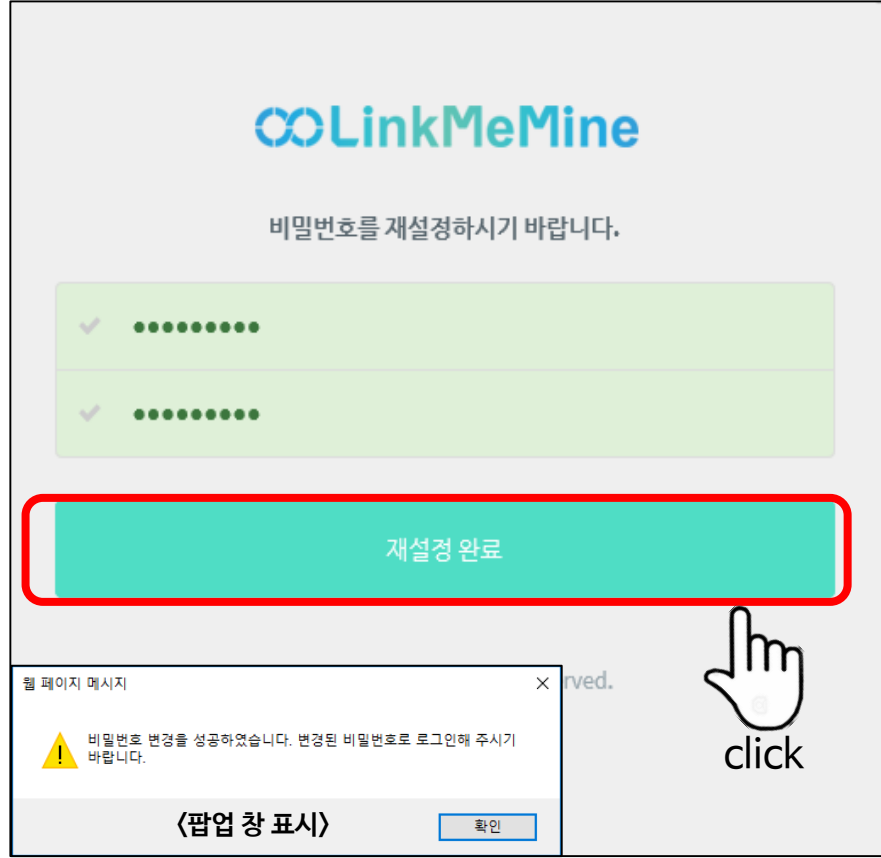 LinkMeMine
비밀번호를 재설정하시기 바랍니다.
•••••••••
•••••••••
재설정 완료
rved.
click
웹 페이지 메시지
비밀번호 변경을 성공하였습니다. 변경된 비밀번호로 로그인해 주시기
바랍니다.
<팝업 창 표시>
확인